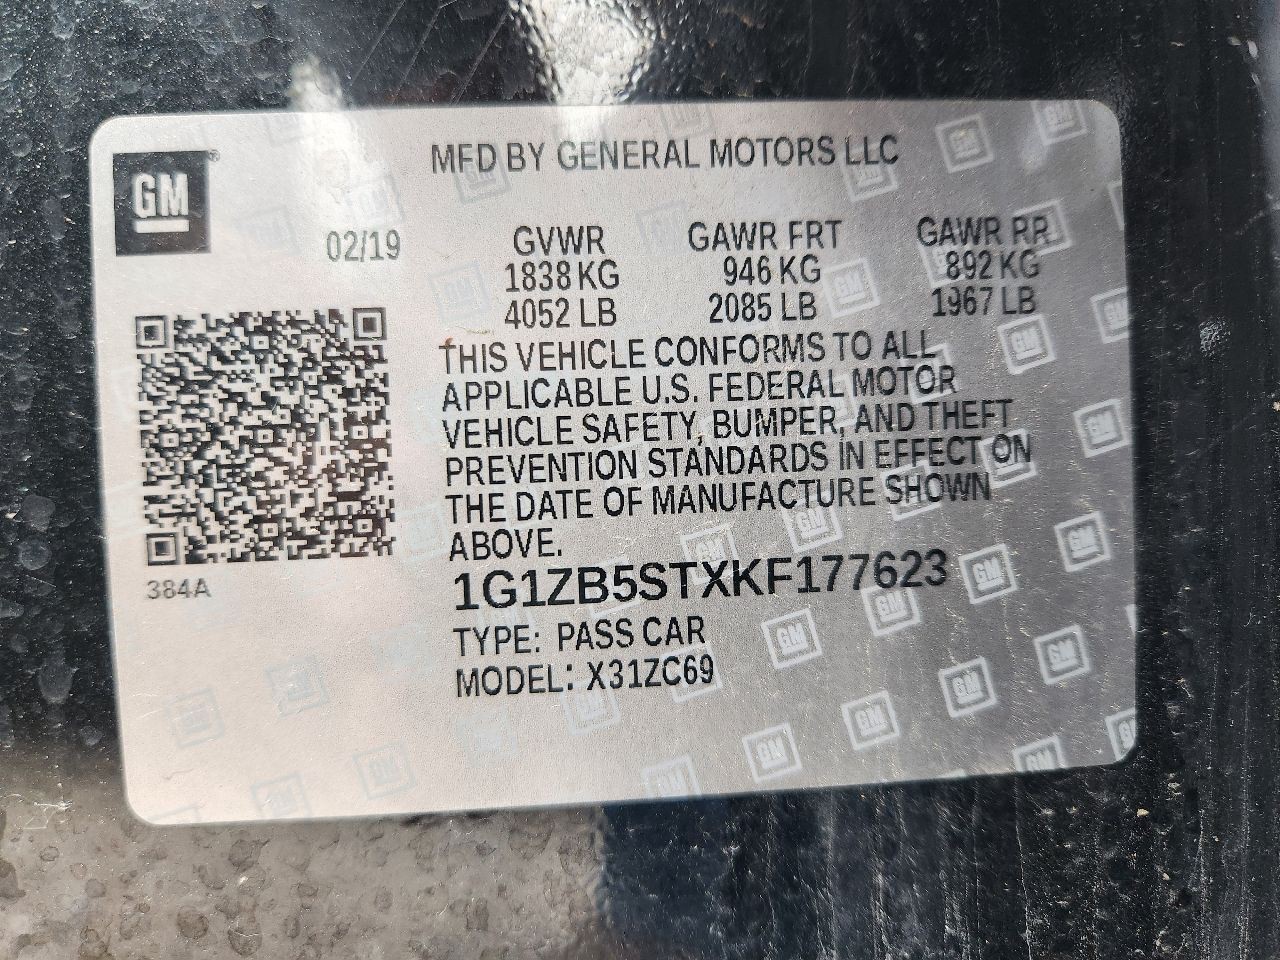 MFD BY GENERAL MOTORS LLC
GM®
02/19
GVWR GAWR FRT GAWR RR
1838 KG 946 KG 892 KG
4052 LB 2085 LB 1967 LB
THIS VEHICLE CONFORMS TO ALL
APPLICABLE U.S. FEDERAL MOTOR
VEHICLE SAFETY, BUMPER, AND THEFT
PREVENTION STANDARDS IN EFFECT ON
THE DATE OF MANUFACTURE SHOWN
ABOVE.
384A
1G1ZB5STXKF177623
TYPE: PASS CAR
MODEL: X31ZC69